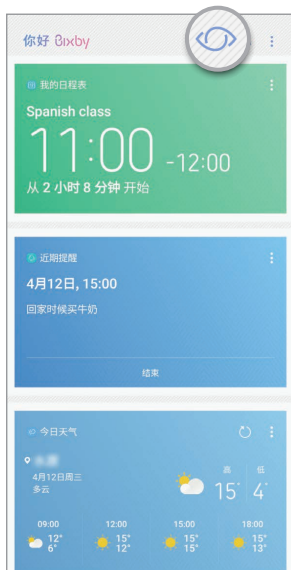 你好 Bixby
我的日程表
Spanish class
11:00 -12:00
从 2 小时 8 分钟 开始
近期提醒
4月12日, 15:00
回家时候买牛奶
结束
今日天气
4月12日周三
多云
高 低
15° 4°
09:00 12:00 15:00 18:00
12° 15° 15° 15°
6° 12° 15° 13°